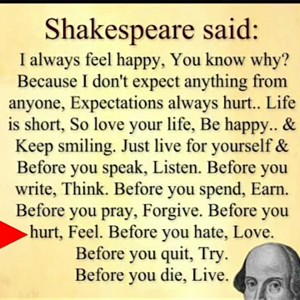 Shakespeare said:
I always feel happy, You know why?
Because I don't expect anything from
anyone, Expectations always hurt.. Life
is short, So love your life, Be happy.. &
Keep smiling. Just live for yourself &
Before you speak, Listen. Before you
write, Think. Before you spend, Earn.
Before you pray, Forgive. Before you
hurt, Feel. Before you hate, Love.
Before you quit, Try.
Before you die, Live.